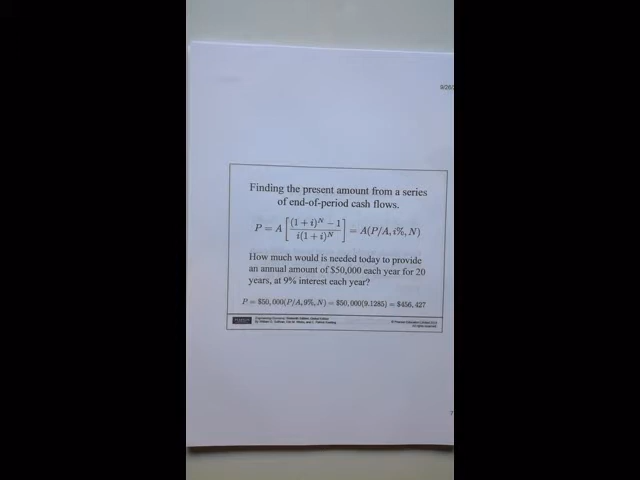 9/26/
Finding the present amount from a series
of end-of-period cash flows.
P = A [ (1 + i)^N − 1 / i(1 + i)^N ] = A(P/A, i%, N)
How much would is needed today to provide
an annual amount of $50,000 each year for 20
years, at 9% interest each year?
P = $50,000(P/A, 9%, N) = $50,000(9.1285) = $456,427